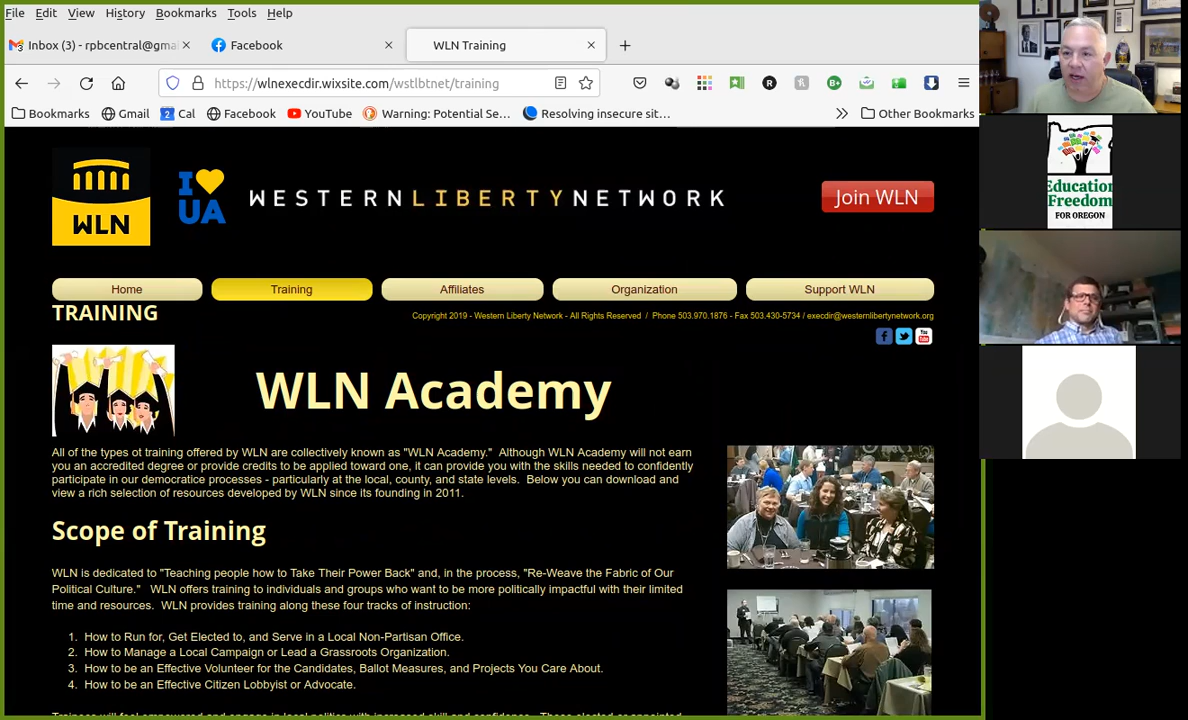 File Edit View History Bookmarks Tools Help
Inbox (3) - rpbcentral@gma
Facebook
WLN Training
https://wlnexecdir.wixsite.com/wstlbtnet/training
Bookmarks Gmail Cal Facebook YouTube Warning: Potential Se… Resolving insecure sit… Other Bookmarks
WLN
I UA
WESTERNLIBERTYNETWORK
Join WLN
Home Training Affiliates Organization Support WLN
TRAINING
Copyright 2019 - Western Liberty Network - All Rights Reserved / Phone 503.970.1876 - Fax 503.430-5734 / execdir@westernlibertynetwork.org
WLN Academy
All of the types ot training offered by WLN are collectively known as "WLN Academy." Although WLN Academy will not earn
you an accredited degree or provide credits to be applied toward one, it can provide you with the skills needed to confidently
participate in our democratice processes - particularly at the local, county, and state levels. Below you can download and
view a rich selection of resources developed by WLN since its founding in 2011.
Scope of Training
WLN is dedicated to "Teaching people how to Take Their Power Back" and, in the process, "Re-Weave the Fabric of Our
Political Culture." WLN offers training to individuals and groups who want to be more politically impactful with their limited
time and resources. WLN provides training along these four tracks of instruction:
1. How to Run for, Get Elected to, and Serve in a Local Non-Partisan Office.
2. How to Manage a Local Campaign or Lead a Grassroots Organization.
3. How to be an Effective Volunteer for the Candidates, Ballot Measures, and Projects You Care About.
4. How to be an Effective Citizen Lobbyist or Advocate.
Education
Freedom
FOR OREGON